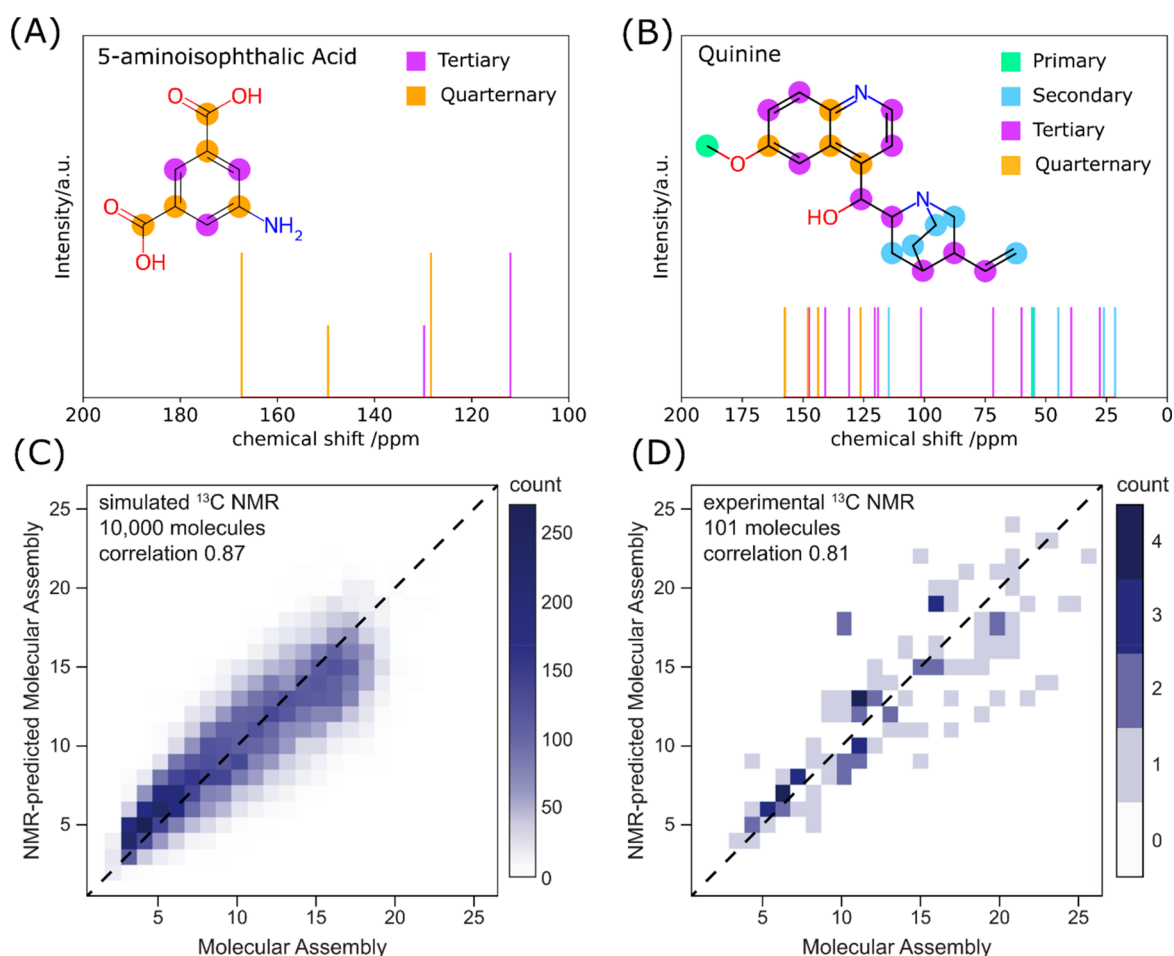 (A)
5-aminoisophthalic Acid
Tertiary
Quarternary
O
OH
O
OH
NH2
Intensity/a.u.
200
180
160
140
120
100
chemical shift /ppm
(B)
Quinine
Primary
Secondary
Tertiary
Quarternary
N
O
N
HO
Intensity/a.u.
200
175
150
125
100
75
50
25
0
chemical shift /ppm
(C)
simulated ¹³C NMR
10,000 molecules
correlation 0.87
count
250
200
150
100
50
0
25
20
15
10
5
NMR-predicted Molecular Assembly
5
10
15
20
25
Molecular Assembly
(D)
experimental ¹³C NMR
101 molecules
correlation 0.81
count
4
3
2
1
0
25
20
15
10
5
NMR-predicted Molecular Assembly
5
10
15
20
25
Molecular Assembly